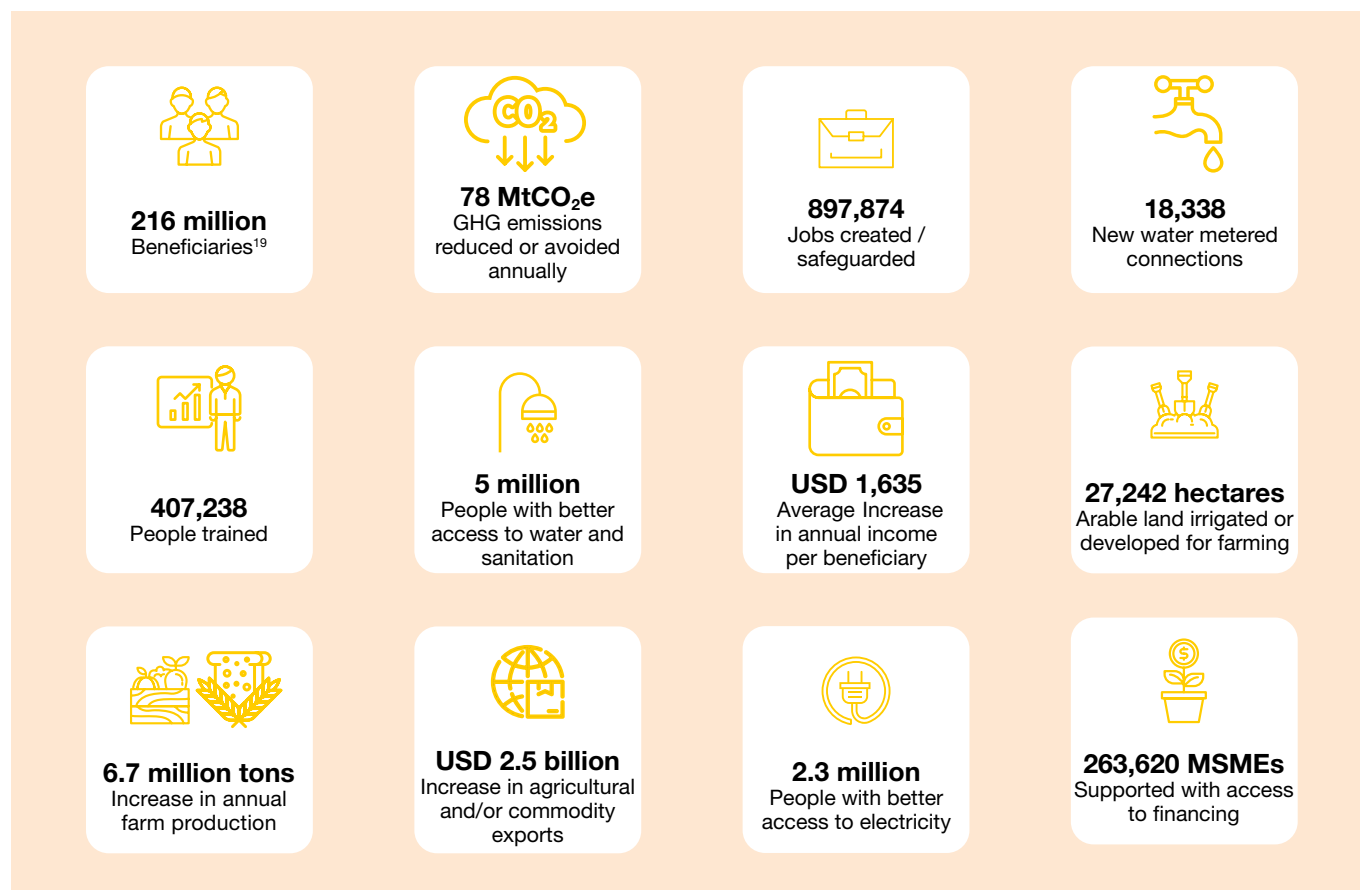 CO2
216 million
Beneficiaries¹⁹
78 MtCO₂e
GHG emissions
reduced or avoided
annually
897,874
Jobs created /
safeguarded
18,338
New water metered
connections
407,238
People trained
5 million
People with better
access to water and
sanitation
USD 1,635
Average Increase
in annual income
per beneficiary
27,242 hectares
Arable land irrigated or
developed for farming
6.7 million tons
Increase in annual
farm production
USD 2.5 billion
Increase in agricultural
and/or commodity
exports
2.3 million
People with better
access to electricity
$
263,620 MSMEs
Supported with access
to financing